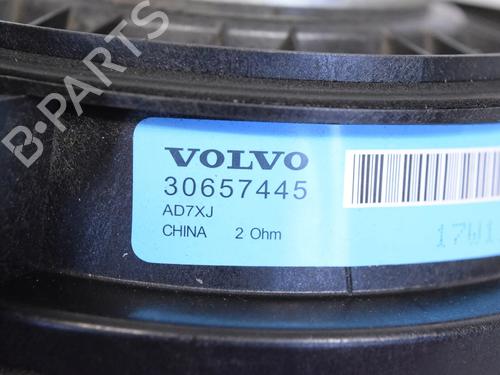 B-PARTS
VOLVO
30657445
AD7XJ
CHINA 2 Ohm
17W1